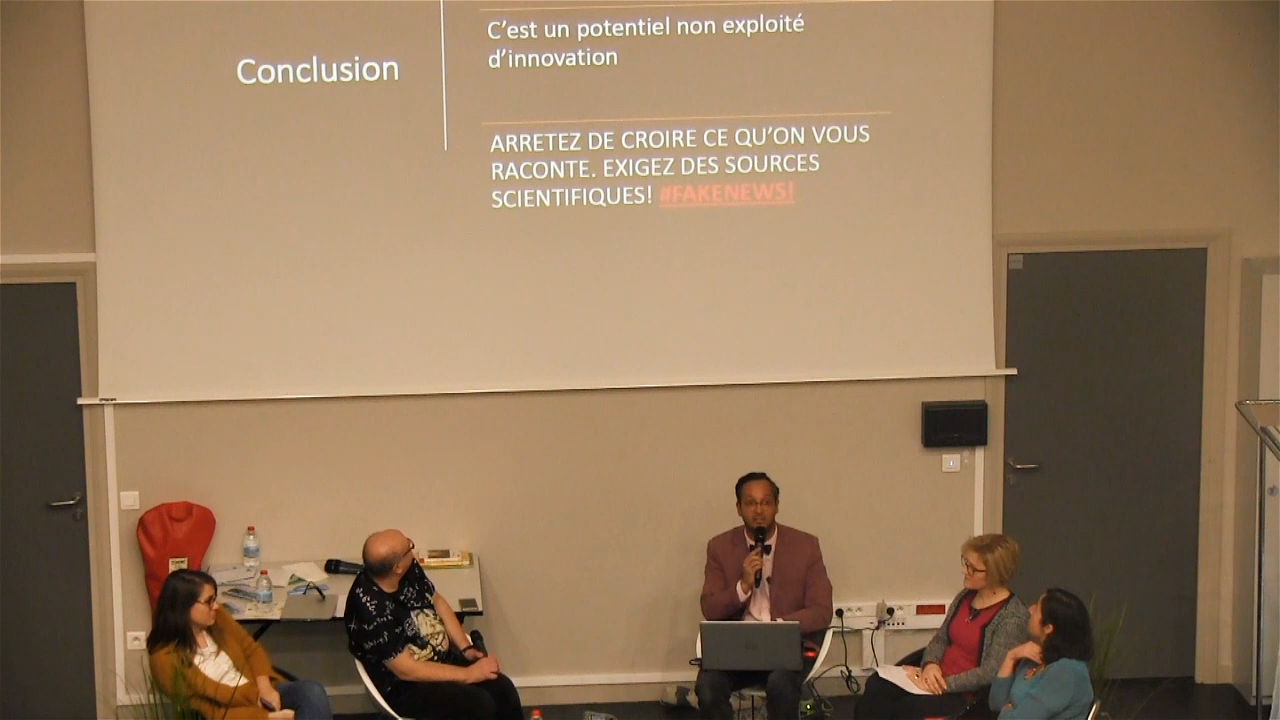 Conclusion
C'est un potentiel non exploité
d'innovation
ARRETEZ DE CROIRE CE QU'ON VOUS
RACONTE. EXIGEZ DES SOURCES
SCIENTIFIQUES! #FAKENEWS!